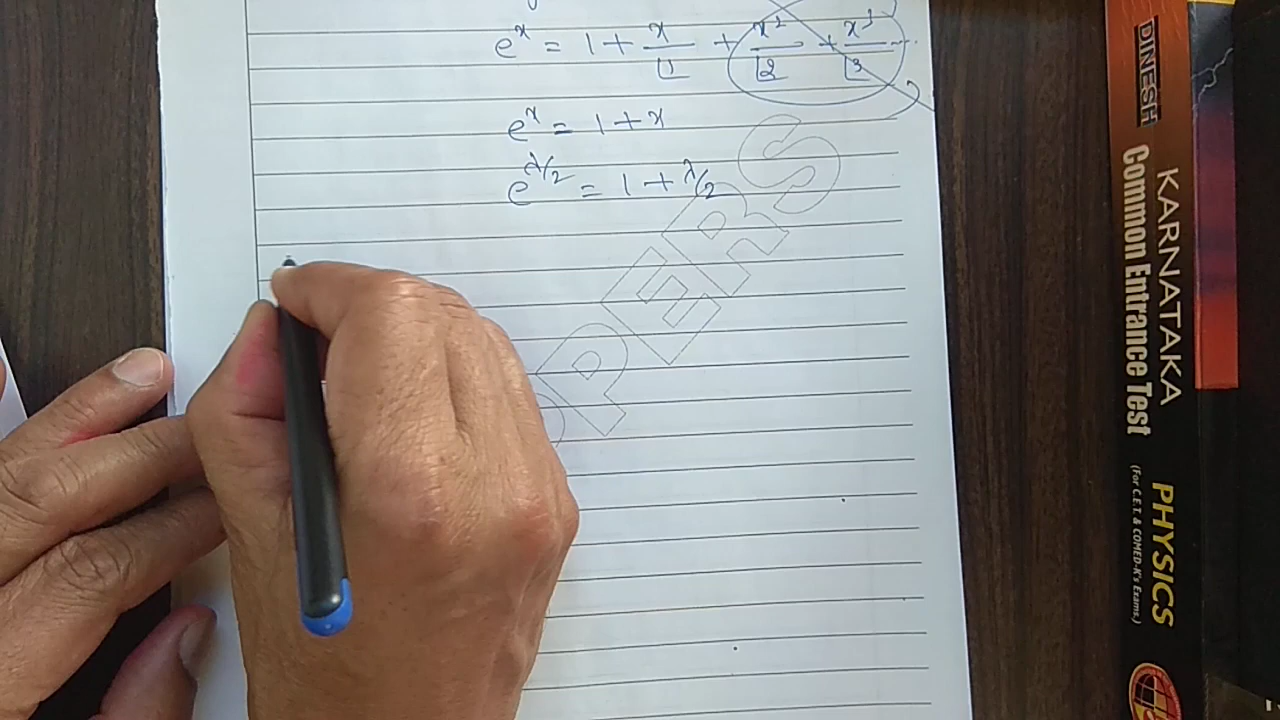 e^x = 1 + x/⌊1 + x²/⌊2 + x³/⌊3 ...
e^x = 1 + x
e^λ/2 = 1 + λ/2
PERS
DINESH
KARNATAKA
Common Entrance Test
PHYSICS
(For C.E.T. & COMED-K's Exams.)